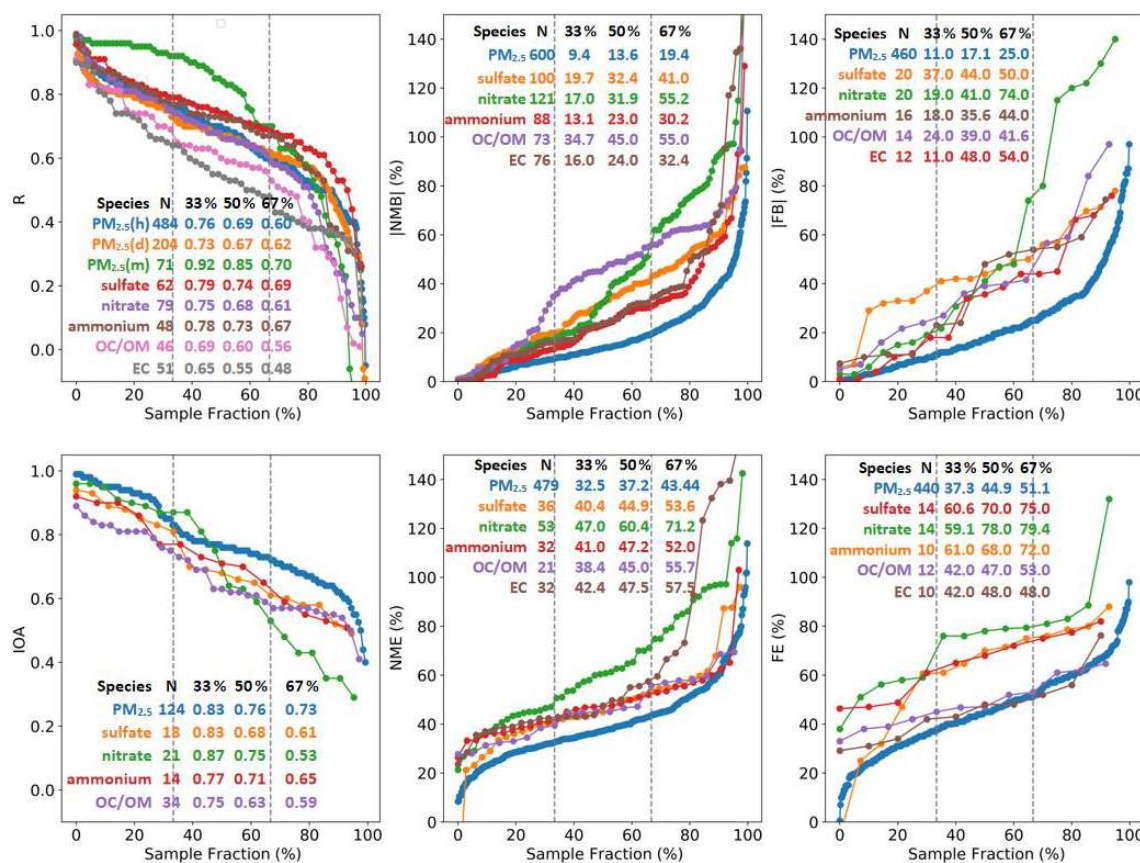 Species N 33% 50% 67%
PM2.5(h) 484 0.76 0.69 0.60
PM2.5(d) 204 0.73 0.67 0.62
PM2.5(m) 71 0.92 0.85 0.70
sulfate 62 0.79 0.74 0.69
nitrate 79 0.75 0.68 0.61
ammonium 48 0.78 0.73 0.67
OC/OM 46 0.69 0.60 0.56
EC 51 0.65 0.55 0.48
R
1.0
0.8
0.6
0.4
0.2
0.0
0 20 40 60 80 100
Sample Fraction (%)
Species N 33% 50% 67%
PM2.5 600 9.4 13.6 19.4
sulfate 100 19.7 32.4 41.0
nitrate 121 17.0 31.9 55.2
ammonium 88 13.1 23.0 30.2
OC/OM 73 34.7 45.0 55.0
EC 76 16.0 24.0 32.4
|NMB| (%)
140
120
100
80
60
40
20
0
0 20 40 60 80 100
Sample Fraction (%)
Species N 33% 50% 67%
PM2.5 460 11.0 17.1 25.0
sulfate 20 37.0 44.0 50.0
nitrate 20 19.0 41.0 74.0
ammonium 16 18.0 35.6 44.0
OC/OM 14 24.0 39.0 41.6
EC 12 11.0 48.0 54.0
|FB| (%)
140
120
100
80
60
40
20
0
0 20 40 60 80 100
Sample Fraction (%)
Species N 33% 50% 67%
PM2.5 124 0.83 0.76 0.73
sulfate 18 0.83 0.68 0.61
nitrate 21 0.87 0.75 0.53
ammonium 14 0.77 0.71 0.65
OC/OM 34 0.75 0.63 0.59
IOA
1.0
0.8
0.6
0.4
0.2
0.0
0 20 40 60 80 100
Sample Fraction (%)
Species N 33% 50% 67%
PM2.5 479 32.5 37.2 43.44
sulfate 36 40.4 44.9 53.6
nitrate 53 47.0 60.4 71.2
ammonium 32 41.0 47.2 52.0
OC/OM 21 38.4 45.0 55.7
EC 32 42.4 47.5 57.5
NME (%)
140
120
100
80
60
40
20
0
0 20 40 60 80 100
Sample Fraction (%)
Species N 33% 50% 67%
PM2.5 440 37.3 44.9 51.1
sulfate 14 60.6 70.0 75.0
nitrate 14 59.1 78.0 79.4
ammonium 10 61.0 68.0 72.0
OC/OM 12 42.0 47.0 53.0
EC 10 42.0 48.0 48.0
FE (%)
140
120
100
80
60
40
20
0
0 20 40 60 80 100
Sample Fraction (%)